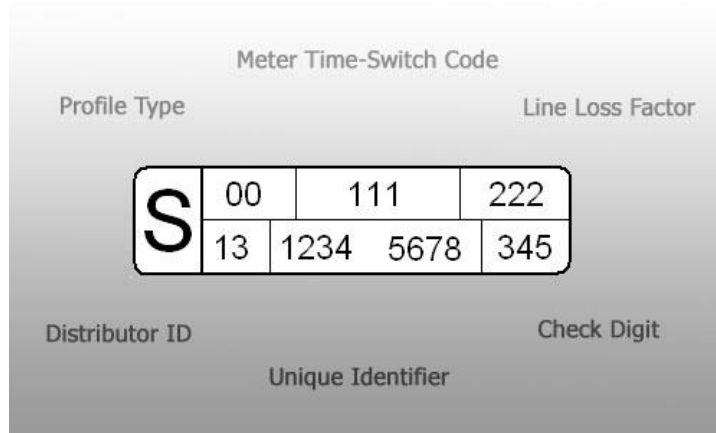 Meter Time-Switch Code
Profile Type Line Loss Factor
S 00 111 222
13 1234 5678 345
Distributor ID Check Digit
Unique Identifier